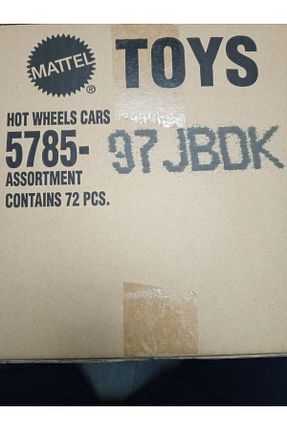 MATTEL ® TOYS
HOT WHEELS CARS
5785- 97JBDK
ASSORTMENT
CONTAINS 72 PCS.